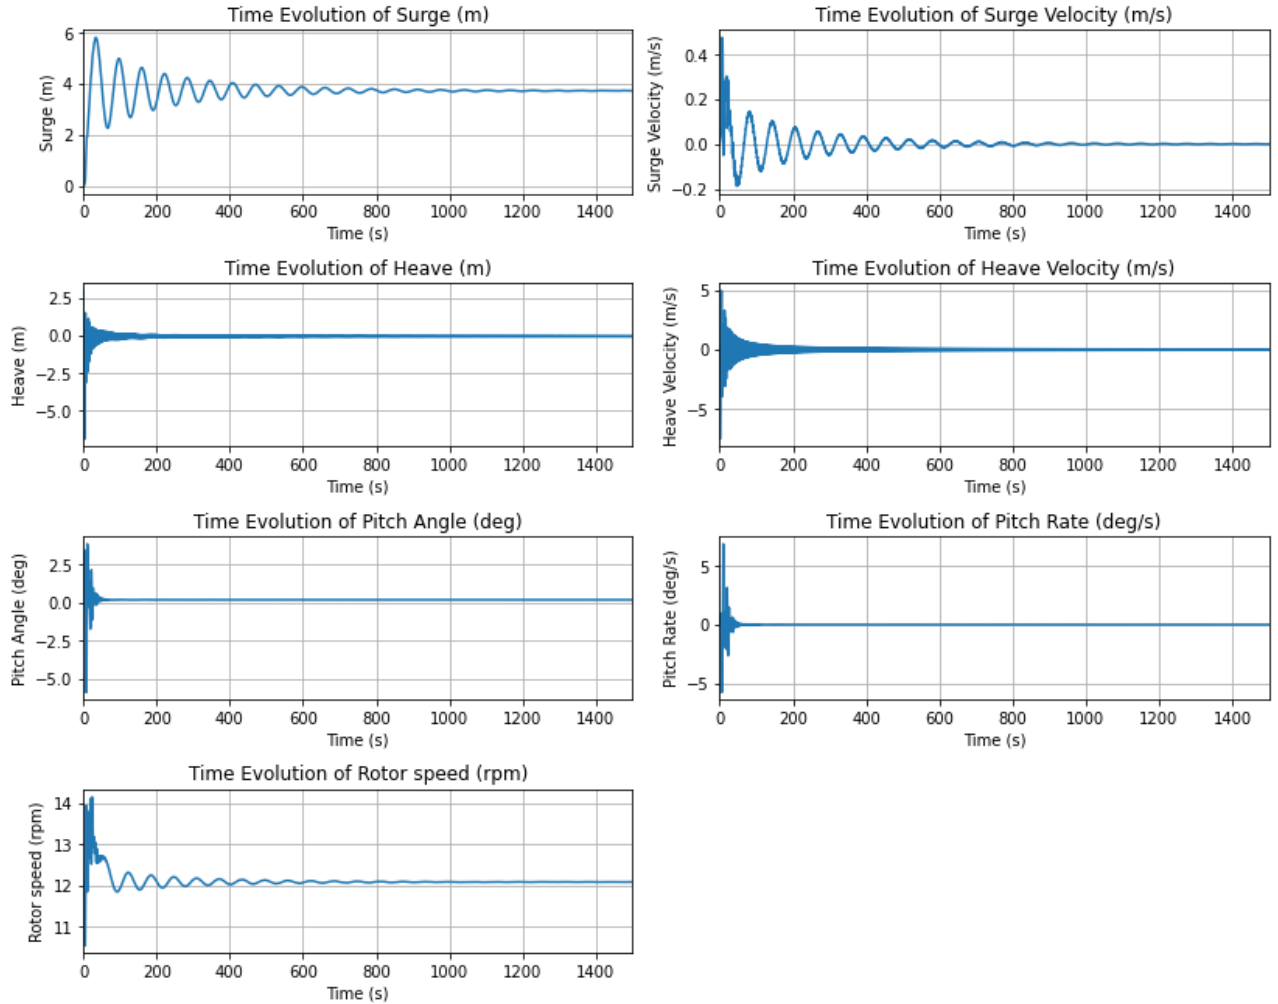 Time Evolution of Surge (m)
Surge (m)
6
4
2
0
0 200 400 600 800 1000 1200 1400
Time (s)
Time Evolution of Surge Velocity (m/s)
Surge Velocity (m/s)
0.4
0.2
0.0
−0.2
0 200 400 600 800 1000 1200 1400
Time (s)
Time Evolution of Heave (m)
Heave (m)
2.5
0.0
−2.5
−5.0
0 200 400 600 800 1000 1200 1400
Time (s)
Time Evolution of Heave Velocity (m/s)
Heave Velocity (m/s)
5
0
−5
0 200 400 600 800 1000 1200 1400
Time (s)
Time Evolution of Pitch Angle (deg)
Pitch Angle (deg)
2.5
0.0
−2.5
−5.0
0 200 400 600 800 1000 1200 1400
Time (s)
Time Evolution of Pitch Rate (deg/s)
Pitch Rate (deg/s)
5
0
−5
0 200 400 600 800 1000 1200 1400
Time (s)
Time Evolution of Rotor speed (rpm)
Rotor speed (rpm)
14
13
12
11
0 200 400 600 800 1000 1200 1400
Time (s)